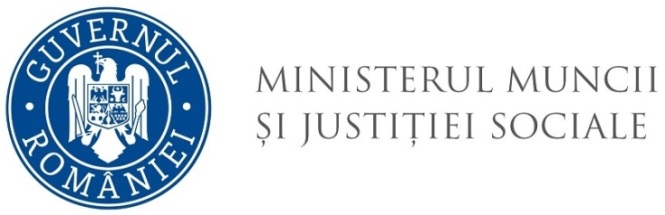 GUVERNUL
ROMÂNIEI
MINISTERUL MUNCII
ȘI JUSTIȚIEI SOCIALE